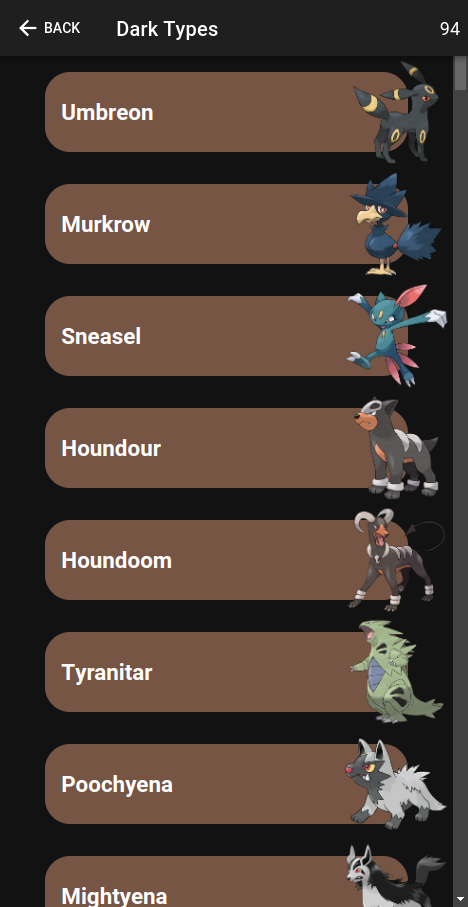 BACK Dark Types 94
Umbreon
Murkrow
Sneasel
Houndour
Houndoom
Tyranitar
Poochyena
Mightyena